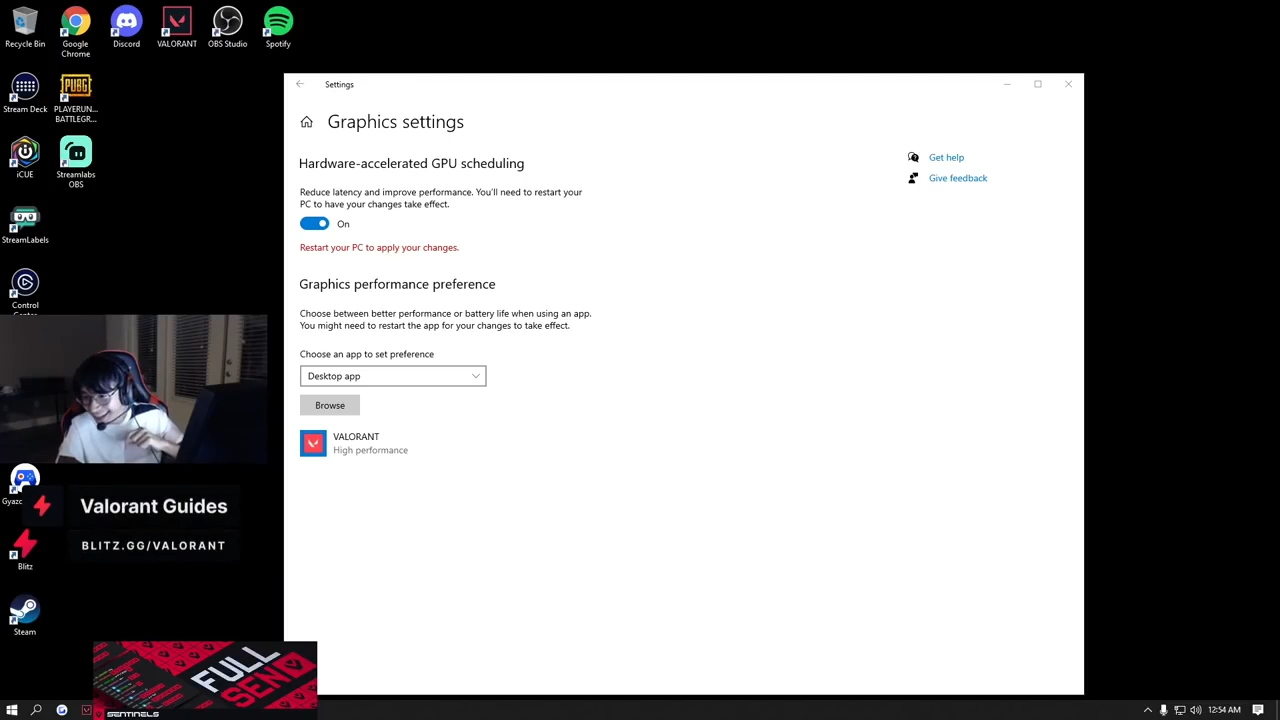 Recycle Bin
Google
Chrome
Discord
VALORANT
OBS Studio
Spotify
Stream Deck
PLAYERUN...
BATTLEGR...
iCUE
Streamlabs
OBS
StreamLabels
Control
Center
Settings
Graphics settings
Hardware-accelerated GPU scheduling
Reduce latency and improve performance. You'll need to restart your
PC to have your changes take effect.
On
Restart your PC to apply your changes.
Graphics performance preference
Choose between better performance or battery life when using an app.
You might need to restart the app for your changes to take effect.
Choose an app to set preference
Desktop app
Browse
VALORANT
High performance
Get help
Give feedback
Valorant Guides
BLITZ.GG/VALORANT
Blitz
Steam
FULL
SEN
SENTINELS
12:54 AM